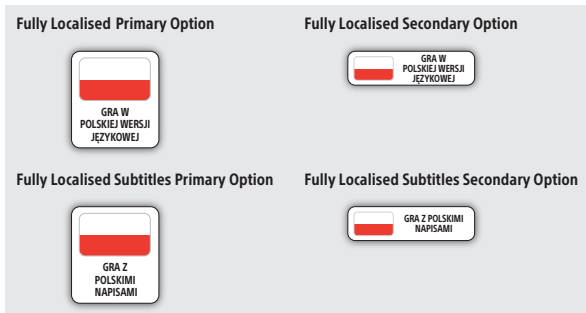 Fully Localised Primary Option
Fully Localised Secondary Option
GRA W
POLSKIEJ WERSJI
JĘZYKOWEJ
GRA W
POLSKIEJ WERSJI
JĘZYKOWEJ
Fully Localised Subtitles Primary Option
Fully Localised Subtitles Secondary Option
GRA Z
POLSKIMI
NAPISAMI
GRA Z POLSKIMI
NAPISAMI